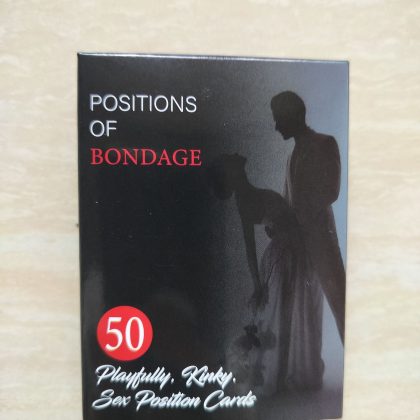 POSITIONS
OF
BONDAGE
50
Playfully, Kinky,
Sex Position Cards